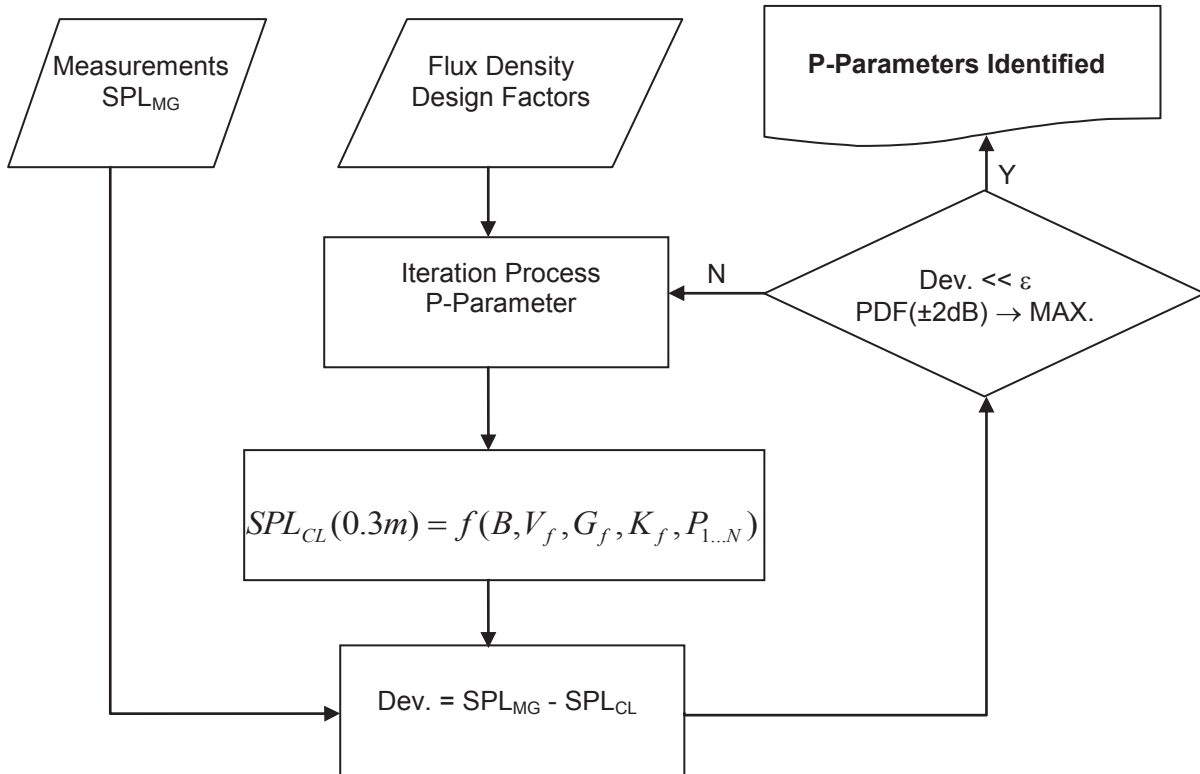 Measurements
SPL_MG
Flux Density
Design Factors
P-Parameters Identified
Y
Iteration Process
P-Parameter
N
Dev. << ε
PDF(±2dB) → MAX.
SPL_CL(0.3m) = f(B, V_f, G_f, K_f, P_1...N)
Dev. = SPL_MG - SPL_CL